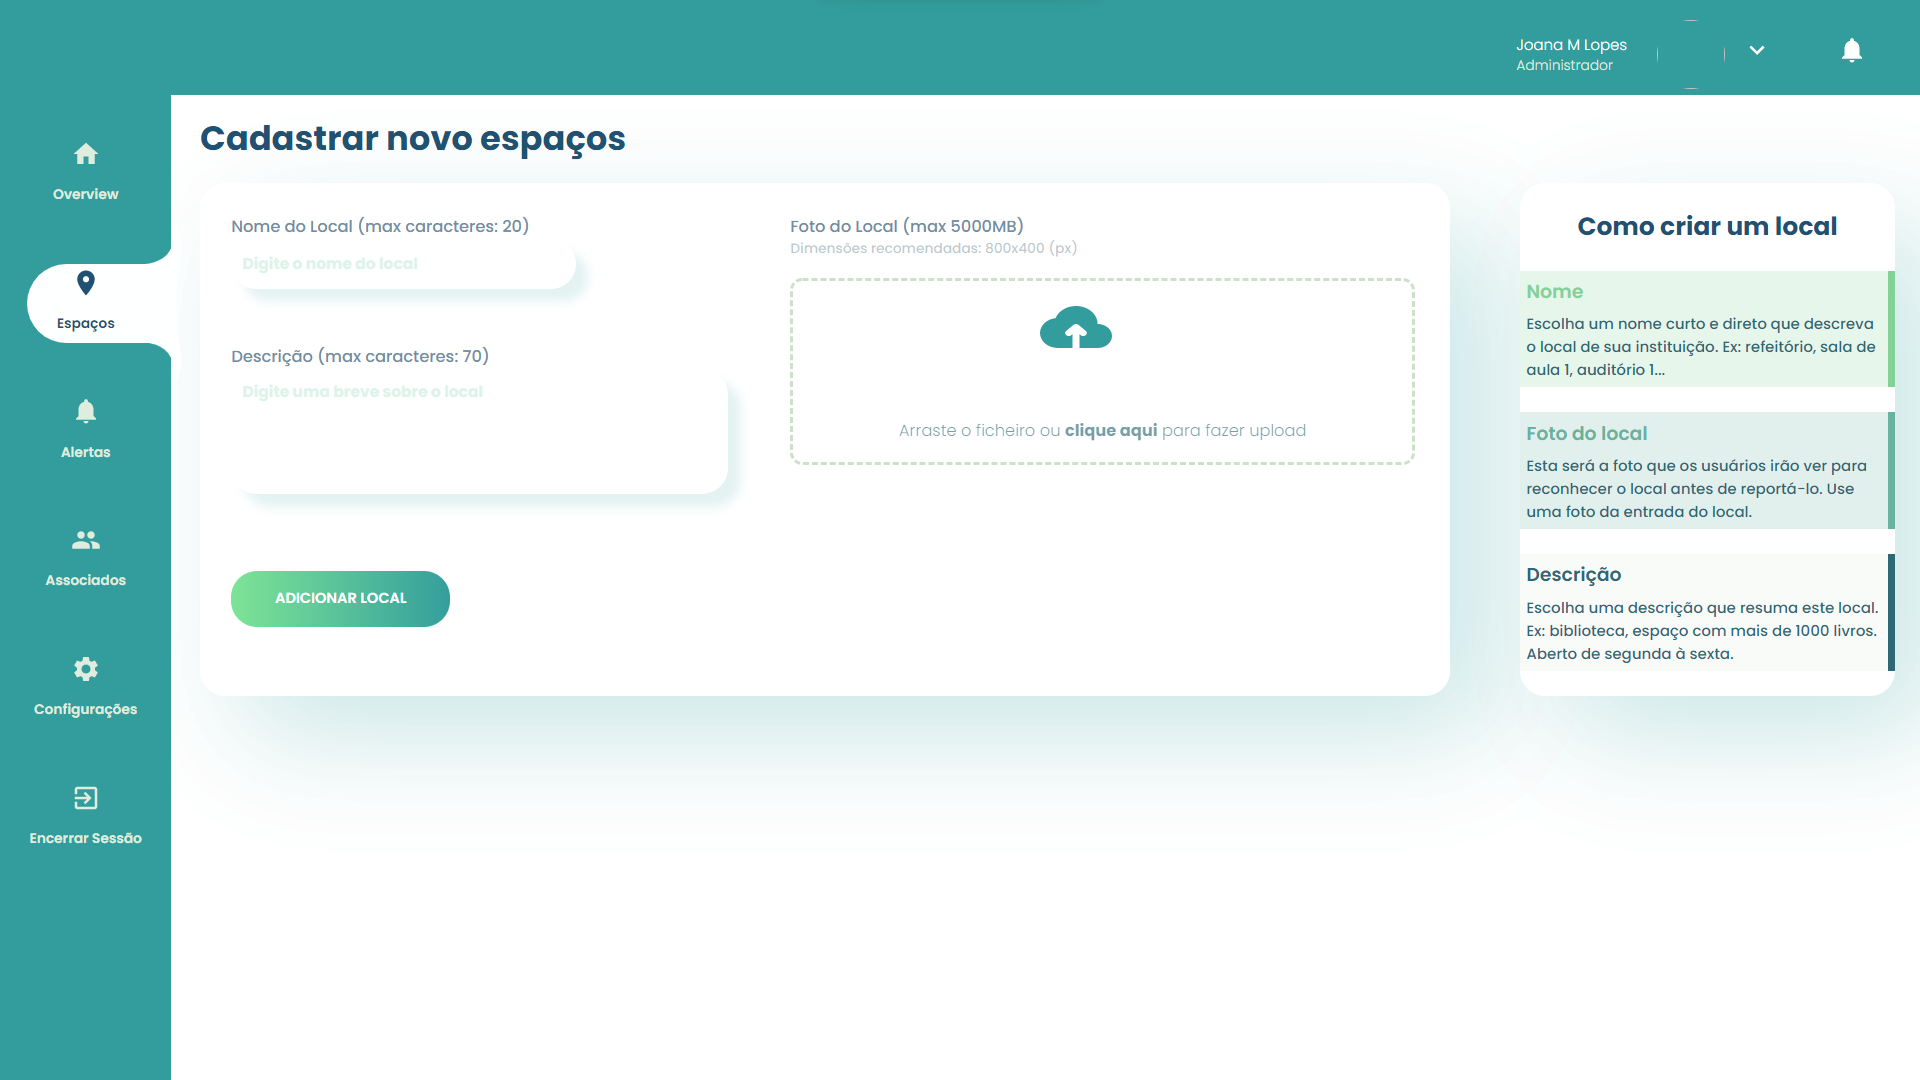 Joana M Lopes
Administrador
Overview
Espaços
Alertas
Associados
Configurações
Encerrar Sessão
Cadastrar novo espaços
Nome do Local (max caracteres: 20)
Digite o nome do local
Descrição (max caracteres: 70)
Digite uma breve sobre o local
ADICIONAR LOCAL
Foto do Local (max 5000MB)
Dimensões recomendadas: 800x400 (px)
Arraste o ficheiro ou clique aqui para fazer upload
Como criar um local
Nome
Escolha um nome curto e direto que descreva
o local de sua instituição. Ex: refeitório, sala de
aula 1, auditório 1...
Foto do local
Esta será a foto que os usuários irão ver para
reconhecer o local antes de reportá-lo. Use
uma foto da entrada do local.
Descrição
Escolha uma descrição que resuma este local.
Ex: biblioteca, espaço com mais de 1000 livros.
Aberto de segunda à sexta.